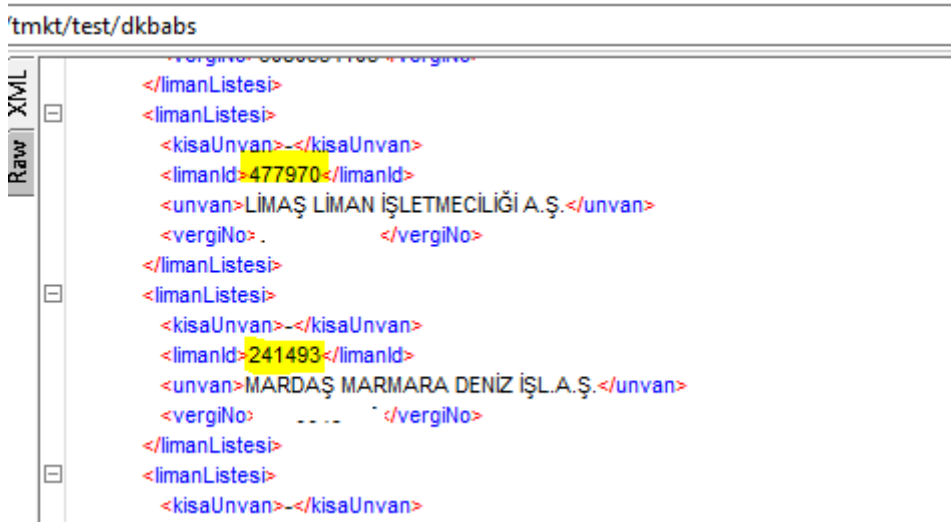 /tmkt/test/dkbabs
XML
Raw
</limanListesi>
<limanListesi>
<kisaUnvan>-</kisaUnvan>
<limanId>477970</limanId>
<unvan>LİMAŞ LİMAN İŞLETMECİLİĞİ A.Ş.</unvan>
<vergiNo> </vergiNo>
</limanListesi>
<limanListesi>
<kisaUnvan>-</kisaUnvan>
<limanId>241493</limanId>
<unvan>MARDAŞ MARMARA DENİZ İŞL.A.Ş.</unvan>
<vergiNo> </vergiNo>
</limanListesi>
<limanListesi>
<kisaUnvan>-</kisaUnvan>